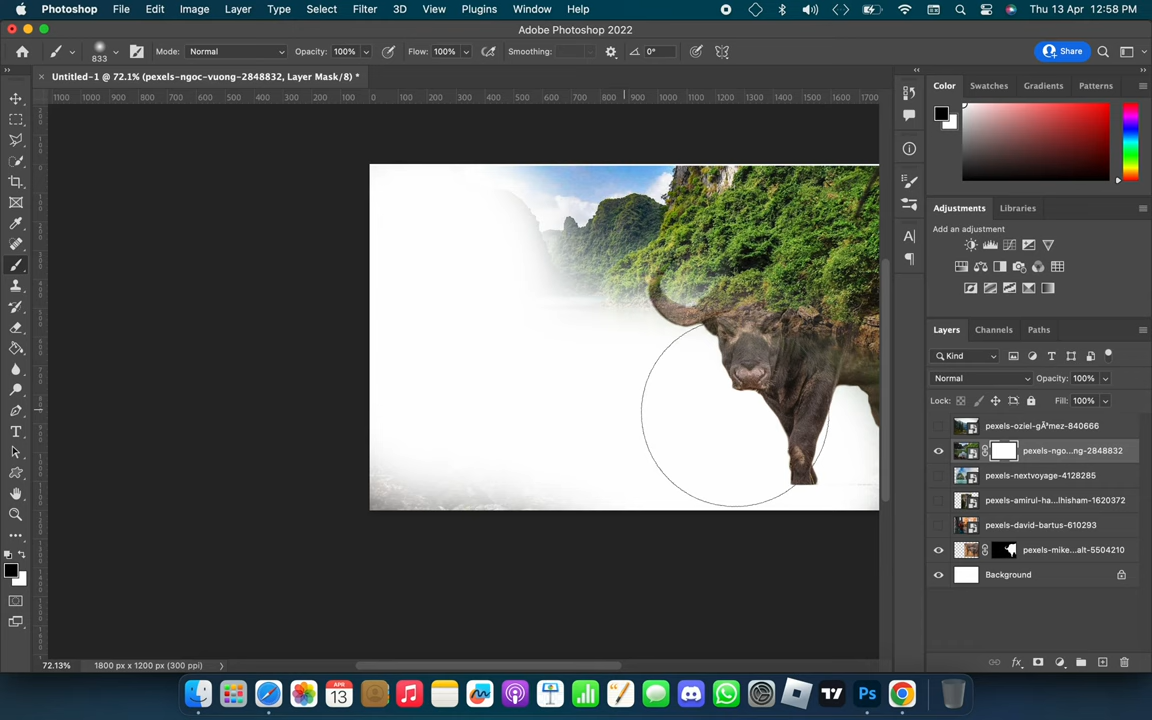 Photoshop File Edit Image Layer Type Select Filter 3D View Plugins Window Help Thu 13 Apr 12:58 PM
Adobe Photoshop 2022
833 Mode: Normal Opacity: 100% Flow: 100% Smoothing: 0° Share
Untitled-1 @ 72.1% (pexels-ngoc-vuong-2848832, Layer Mask/8) *
1100 1000 900 800 700 600 500 400 300 200 100 0 100 200 300 400 500 600 700 800 900 1000 1100 1200 1300 1400 1500 1600 1700
Color Swatches Gradients Patterns
Adjustments Libraries
Add an adjustment
Layers Channels Paths
Kind
Normal Opacity: 100%
Lock: Fill: 100%
pexels-oziel-gÃ³mez-840666
pexels-ngo...ng-2848832
pexels-nextvoyage-4128285
pexels-amirul-ha...lhisham-1620372
pexels-david-bartus-610293
pexels-mike...alt-5504210
Background
72.13% 1800 px x 1200 px (300 ppi)
APR
13
Ps